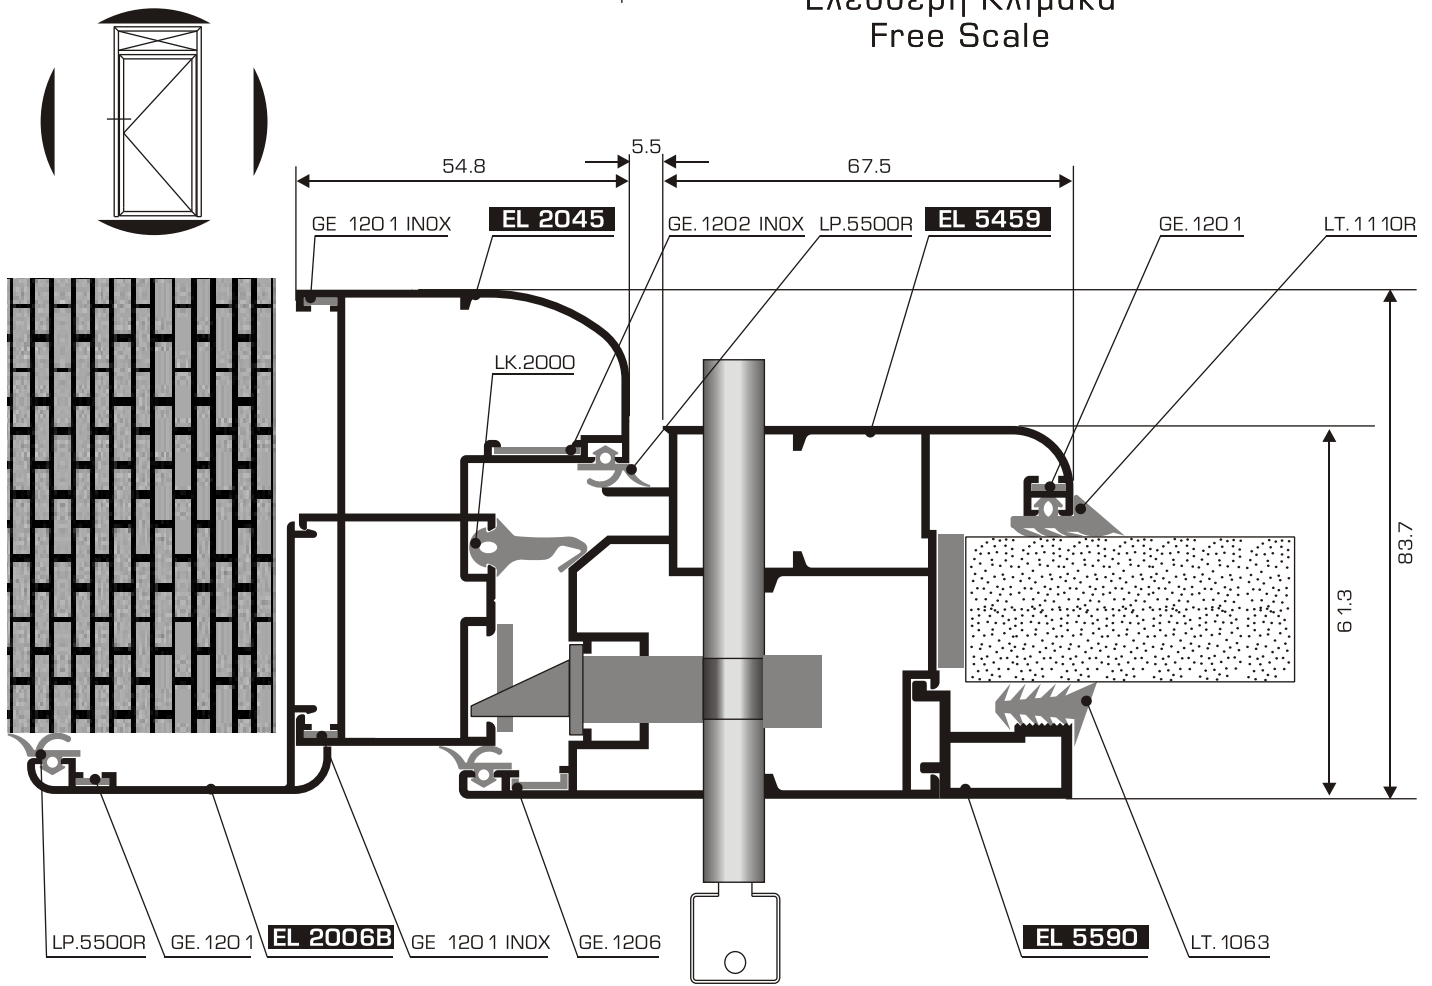 Ελεύθερη Κλίμακα
Free Scale
5.5
54.8
67.5
GE 1201 INOX
EL 2045
GE.1202 INOX
LP.5500R
EL 5459
GE.1201
LT.1110R
LK.2000
83.7
61.3
LP.5500R
GE.1201
EL 2006B
GE 1201 INOX
GE.1206
EL 5590
LT.1063